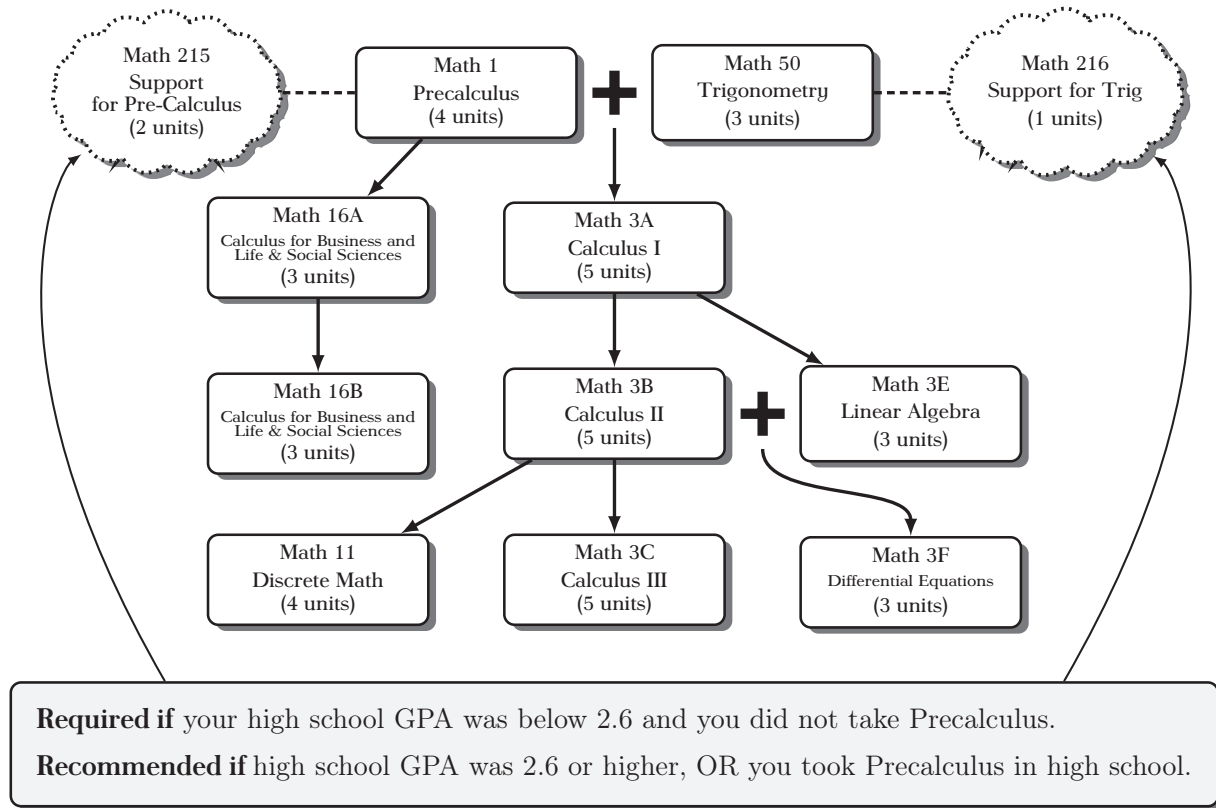 Math 215
Support
for Pre-Calculus
(2 units)
Math 1
Precalculus
(4 units)
Math 50
Trigonometry
(3 units)
Math 216
Support for Trig
(1 units)
Math 16A
Calculus for Business and
Life & Social Sciences
(3 units)
Math 3A
Calculus I
(5 units)
Math 16B
Calculus for Business and
Life & Social Sciences
(3 units)
Math 3B
Calculus II
(5 units)
Math 3E
Linear Algebra
(3 units)
Math 11
Discrete Math
(4 units)
Math 3C
Calculus III
(5 units)
Math 3F
Differential Equations
(3 units)
Required if your high school GPA was below 2.6 and you did not take Precalculus.
Recommended if high school GPA was 2.6 or higher, OR you took Precalculus in high school.